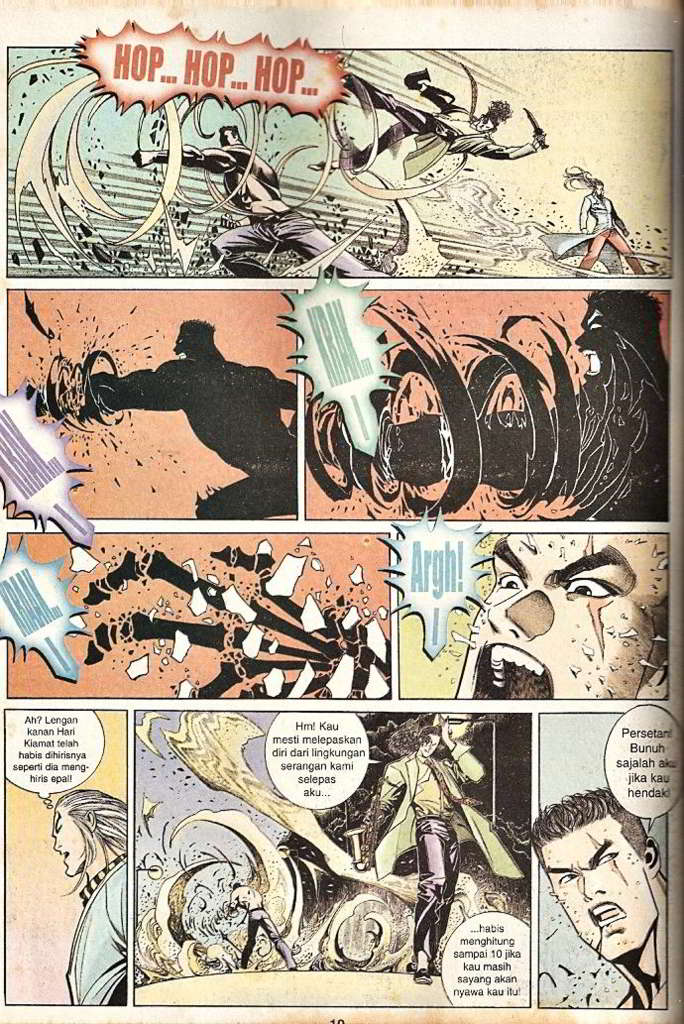 HOP... HOP... HOP...
KRAK...
KRAK...
KRAK...
Argh!
Ah? Lengan
kanan Hari
Kiamat telah
habis dihirisnya
seperti dia meng-
hiris epal!
Hm! Kau
mesti melepaskan
diri dari lingkungan
serangan kami
selepas
aku...
...habis
menghitung
sampai 10 jika
kau masih
sayang akan
nyawa kau itu!
Persetan!
Bunuh
sajalah aku
jika kau
hendak!